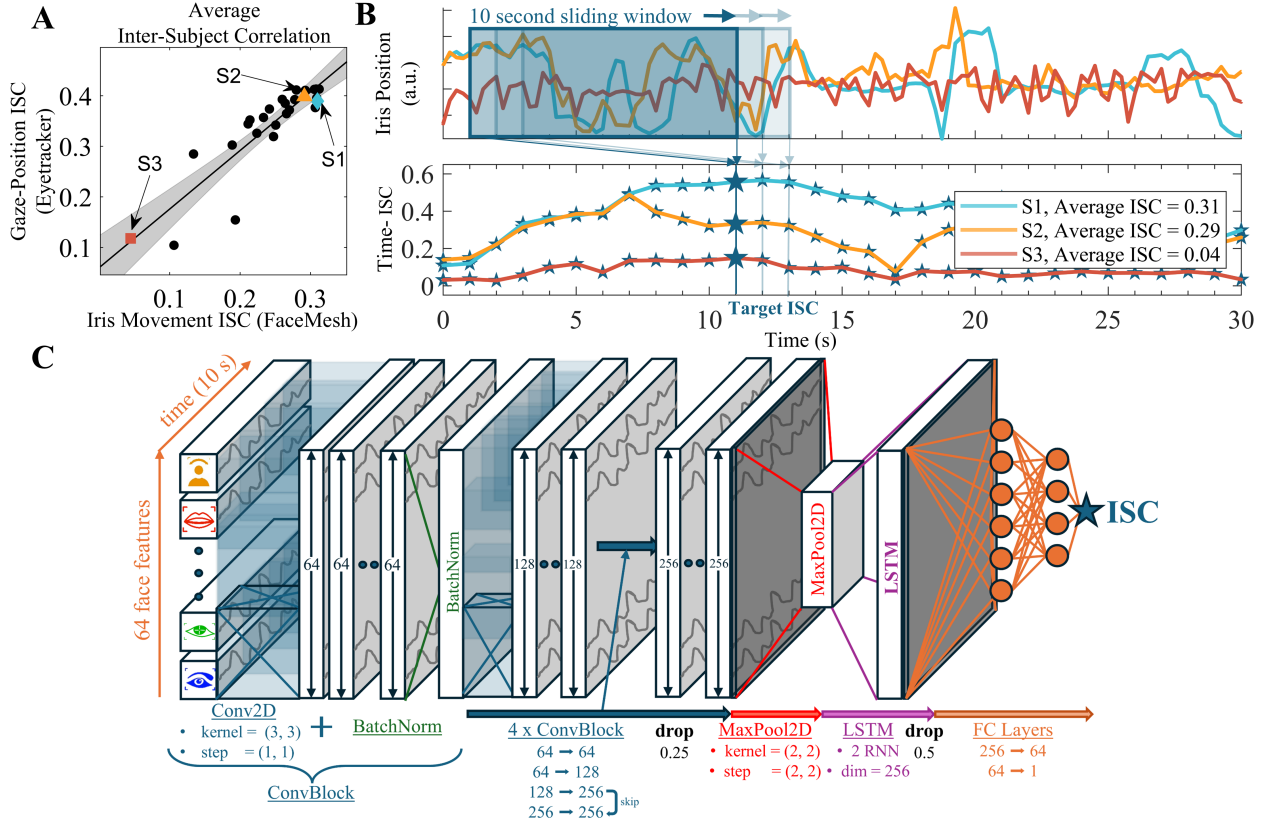 A
Average
Inter-Subject Correlation
Gaze-Position ISC
(Eyetracker)
0.4
0.3
0.2
0.1
S2
S1
S3
0.1
0.2
0.3
Iris Movement ISC (FaceMesh)
B
10 second sliding window
Iris Position
(a.u.)
Time- ISC
0.6
0.4
0.2
0
S1, Average ISC = 0.31
S2, Average ISC = 0.29
S3, Average ISC = 0.04
Target ISC
0
5
10
15
20
25
30
Time (s)
C
time (10 s)
64 face features
64
64
64
BatchNorm
128
128
256
256
MaxPool2D
LSTM
ISC
Conv2D
• kernel = (3, 3)
• step = (1, 1)
+
BatchNorm
ConvBlock
4 x ConvBlock
64 → 64
64 → 128
128 → 256
256 → 256
skip
drop
0.25
MaxPool2D
• kernel = (2, 2)
• step = (2, 2)
LSTM
• 2 RNN
• dim = 256
drop
0.5
FC Layers
256 → 64
64 → 1